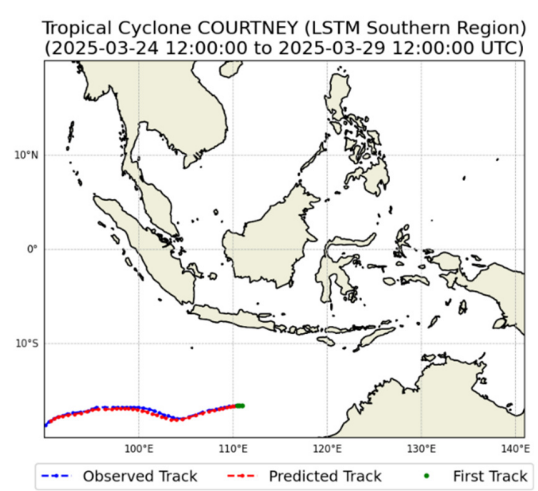 Tropical Cyclone COURTNEY (LSTM Southern Region)
(2025-03-24 12:00:00 to 2025-03-29 12:00:00 UTC)
10°N
0°
10°S
100°E 110°E 120°E 130°E 140°E
Observed Track Predicted Track First Track